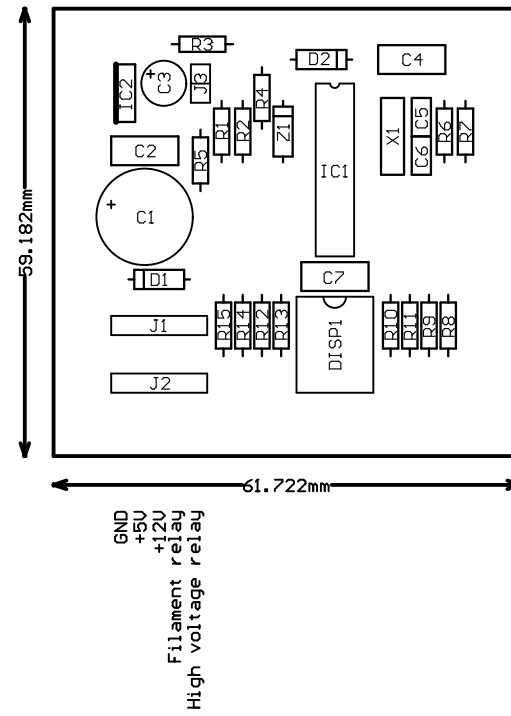 R3
D2
C4
IC2
C3
J3
R4
R1
R2
Z1
X1
C5
C6
R6
R7
C2
R5
IC1
C1
59.182mm
D1
C7
J1
R15
R14
R12
R13
DISP1
R10
R11
R9
R8
J2
61.722mm
GND
+5V
+12V
Filament relay
High voltage relay